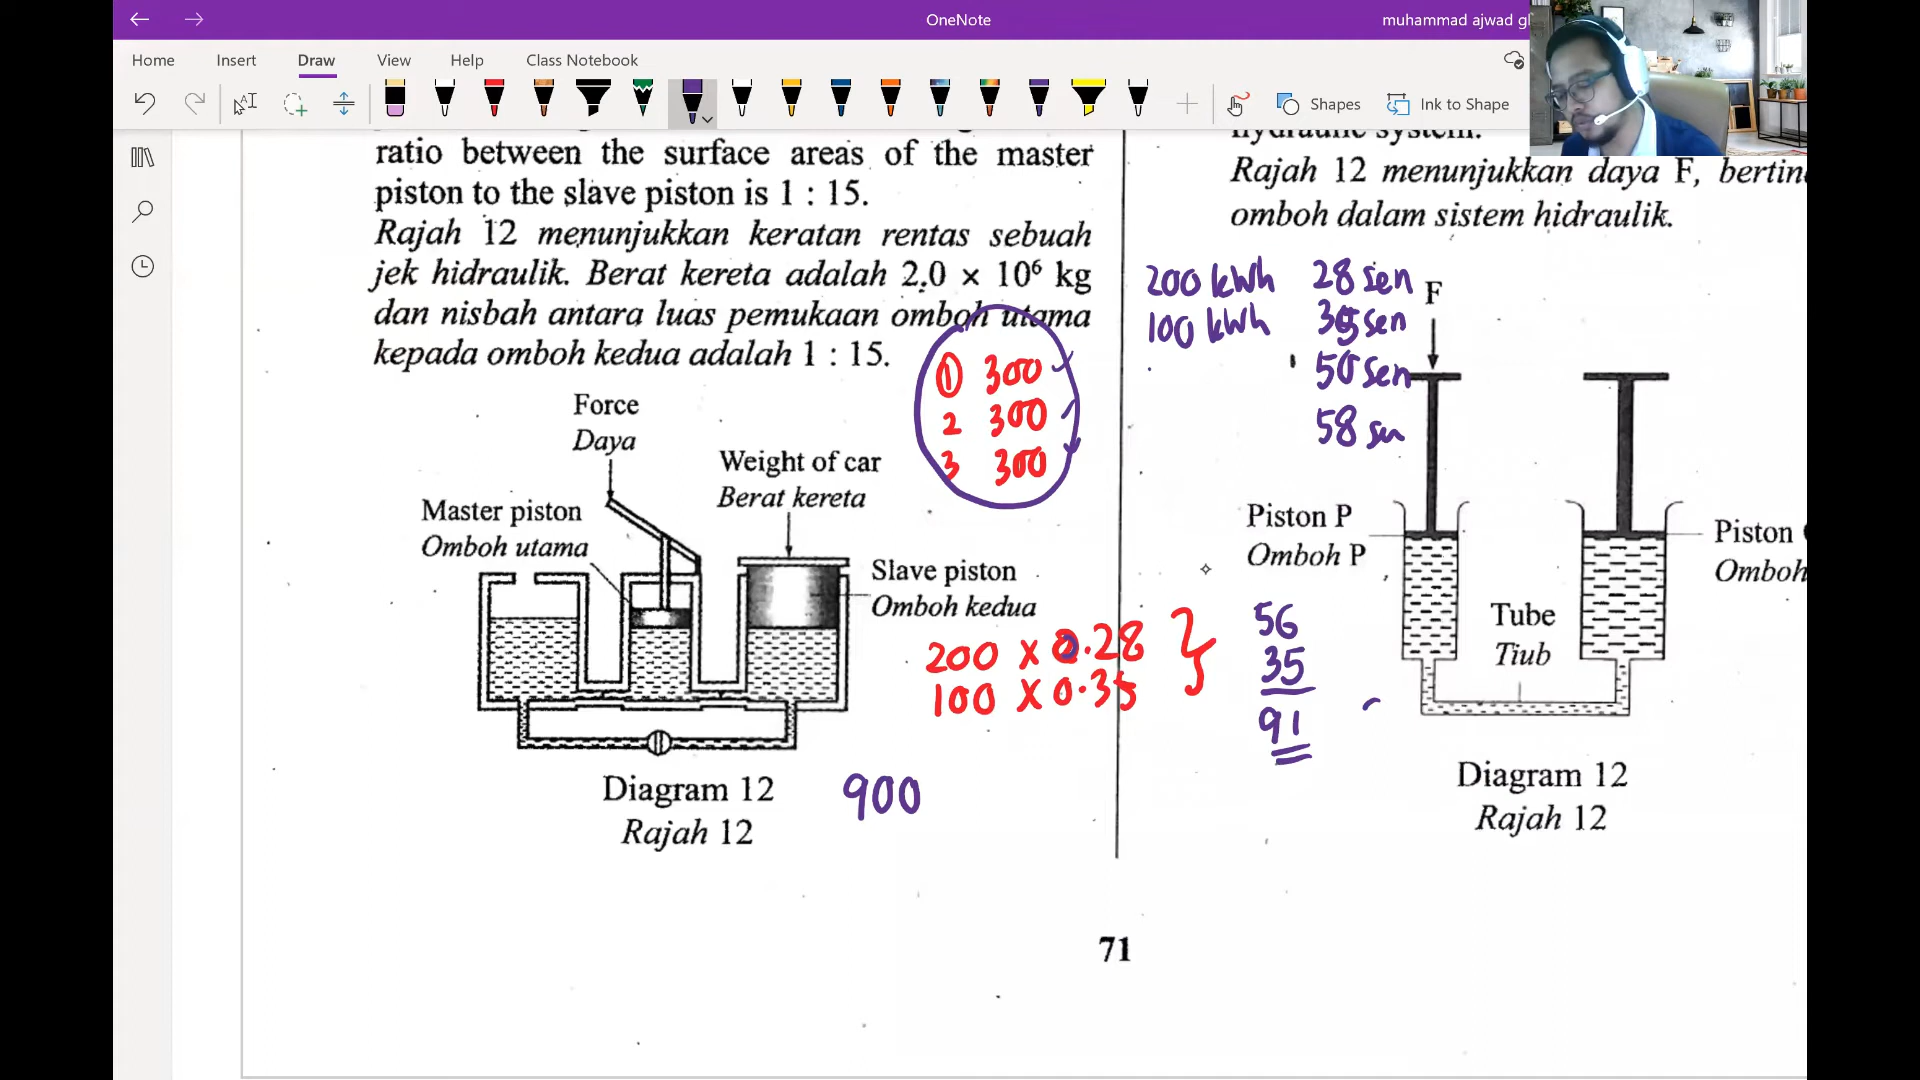 OneNote
muhammad ajwad gh
Home Insert Draw View Help Class Notebook
Shapes Ink to Shape
ratio between the surface areas of the master
piston to the slave piston is 1 : 15.
Rajah 12 menunjukkan keratan rentas sebuah
jek hidraulik. Berat kereta adalah 2.0 × 10⁶ kg
dan nisbah antara luas pemukaan omboh utama
kepada omboh kedua adalah 1 : 15.
① 300
2 300
3 300
Force
Daya
Weight of car
Berat kereta
Master piston
Omboh utama
Slave piston
Omboh kedua
200 × 0.28
100 × 0.35
Diagram 12
Rajah 12
900
hydraulic system.
Rajah 12 menunjukkan daya F, bertin
omboh dalam sistem hidraulik.
200 kWh 28 sen
100 kWh 35 sen
50 sen
58 sen
F
Piston P
Omboh P
Piston
Omboh
Tube
Tiub
56
35
91
Diagram 12
Rajah 12
71